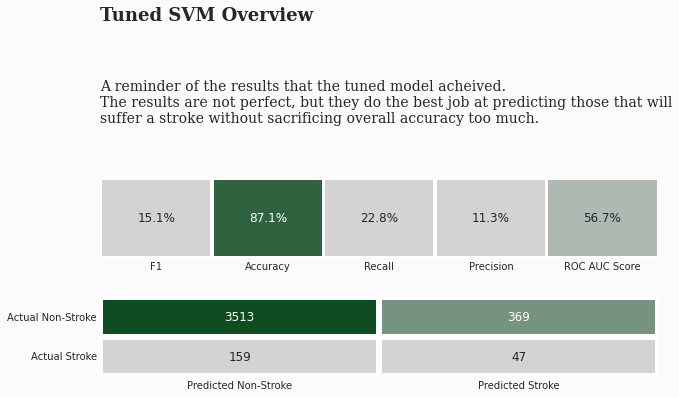 Tuned SVM Overview
A reminder of the results that the tuned model acheived.
The results are not perfect, but they do the best job at predicting those that will
suffer a stroke without sacrificing overall accuracy too much.
15.1% 87.1% 22.8% 11.3% 56.7%
F1 Accuracy Recall Precision ROC AUC Score
Actual Non-Stroke 3513 369
Actual Stroke 159 47
Predicted Non-Stroke Predicted Stroke